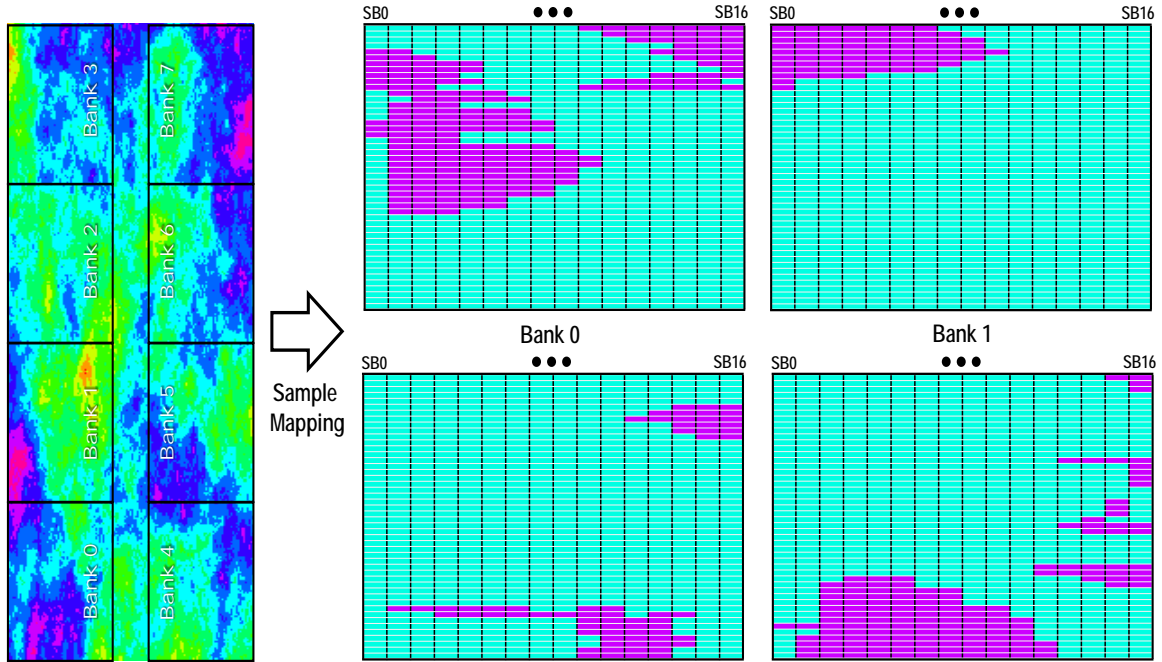 Bank 3
Bank 7
Bank 2
Bank 6
Bank 1
Bank 5
Bank 0
Bank 4
Sample
Mapping
SB0 ●●● SB16
SB0 ●●● SB16
Bank 0
Bank 1
SB0 ●●● SB16
SB0 ●●● SB16